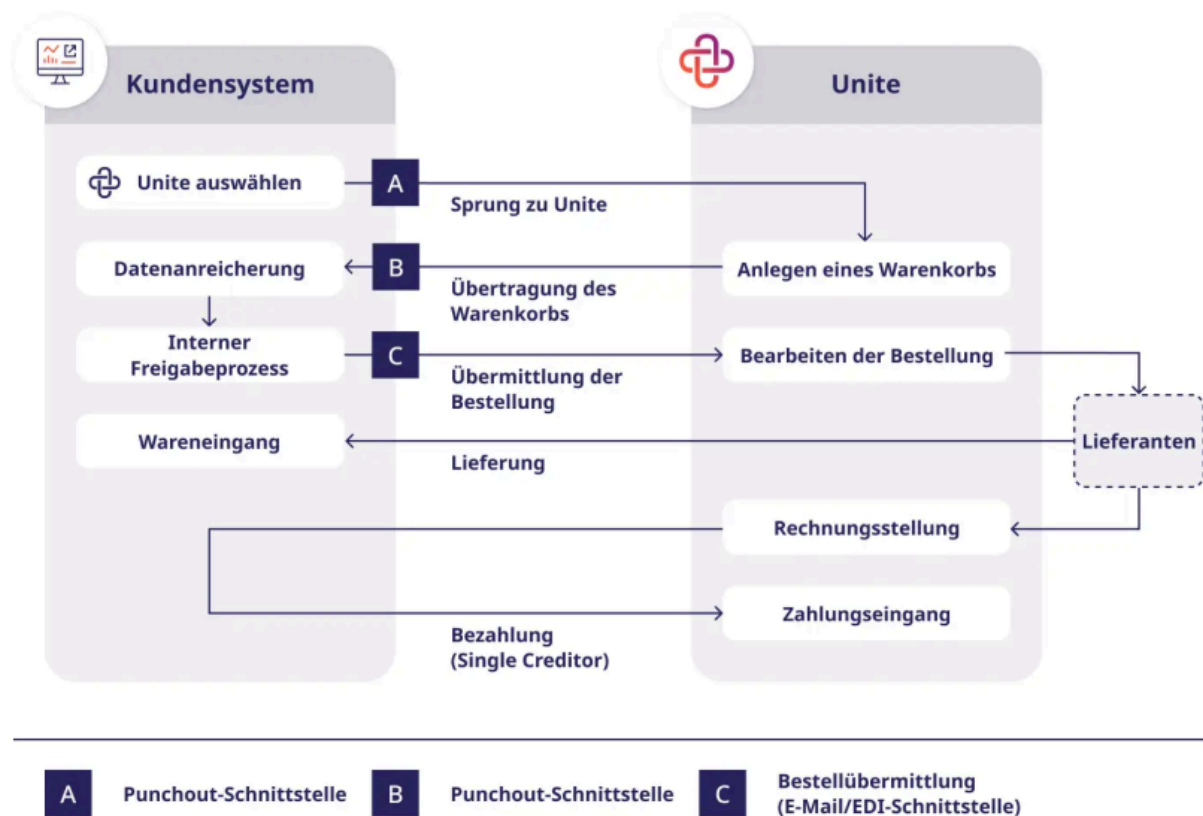 Kundensystem
Unite
Unite auswählen
A
Sprung zu Unite
Datenanreicherung
B
Anlegen eines Warenkorbs
Übertragung des
Warenkorbs
Interner
Freigabeprozess
C
Bearbeiten der Bestellung
Übermittlung der
Bestellung
Wareneingang
Lieferanten
Lieferung
Rechnungsstellung
Zahlungseingang
Bezahlung
(Single Creditor)
A
Punchout-Schnittstelle
B
Punchout-Schnittstelle
C
Bestellübermittlung
(E-Mail/EDI-Schnittstelle)